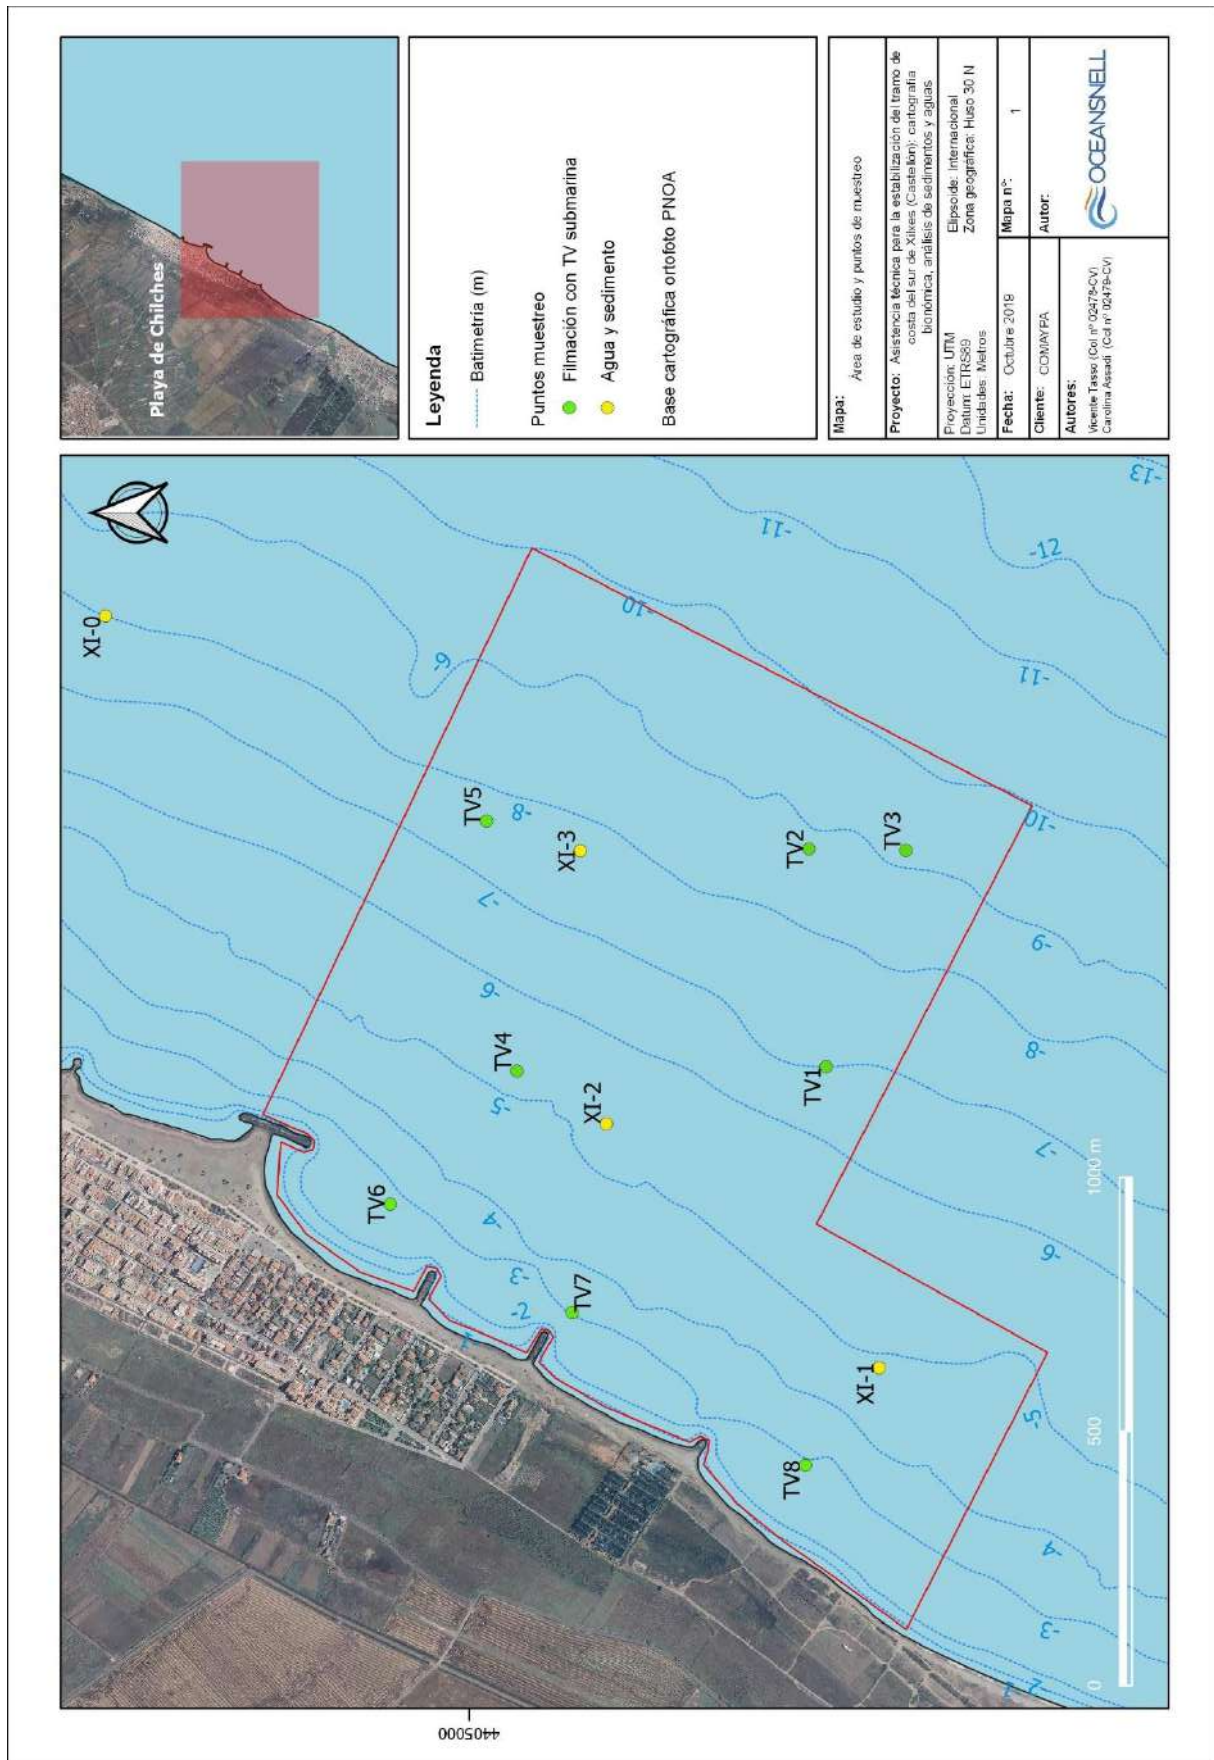 Playa de Chilches
Leyenda
Batimetría (m)
Puntos muestreo
Filmación con TV submarina
Agua y sedimento
Base cartográfica ortofoto PNOA
Mapa:
Área de estudio y puntos de muestreo
Proyecto: Asistencia técnica para la estabilización del tramo de
costa del sur de Xilxes (Castellón): cartografía
bionómica, análisis de sedimentos y aguas
Proyección: UTM
Datum: ETRS89
Unidades: Metros
Elipsoide: Internacional
Zona geográfica: Huso 30 N
Fecha: Octubre 2019
Mapa nº: 1
Cliente: COMAYPA
Autor:
Autores:
Vicente Tasso (Col nº 02478-CV)
Carolina Assadi (Col nº 02479-CV)
OCEANSNELL
XI-0
TV5
XI-3
TV2
TV3
TV4
XI-2
TV1
TV6
TV7
XI-1
TV8
-9
-10
-11
-12
-13
-11
-10
-8
-7
-6
-5
-4
-3
-2
-1
-9
-8
-7
-6
-5
-4
-3
-2
-1
0
500
1000 m
4405000